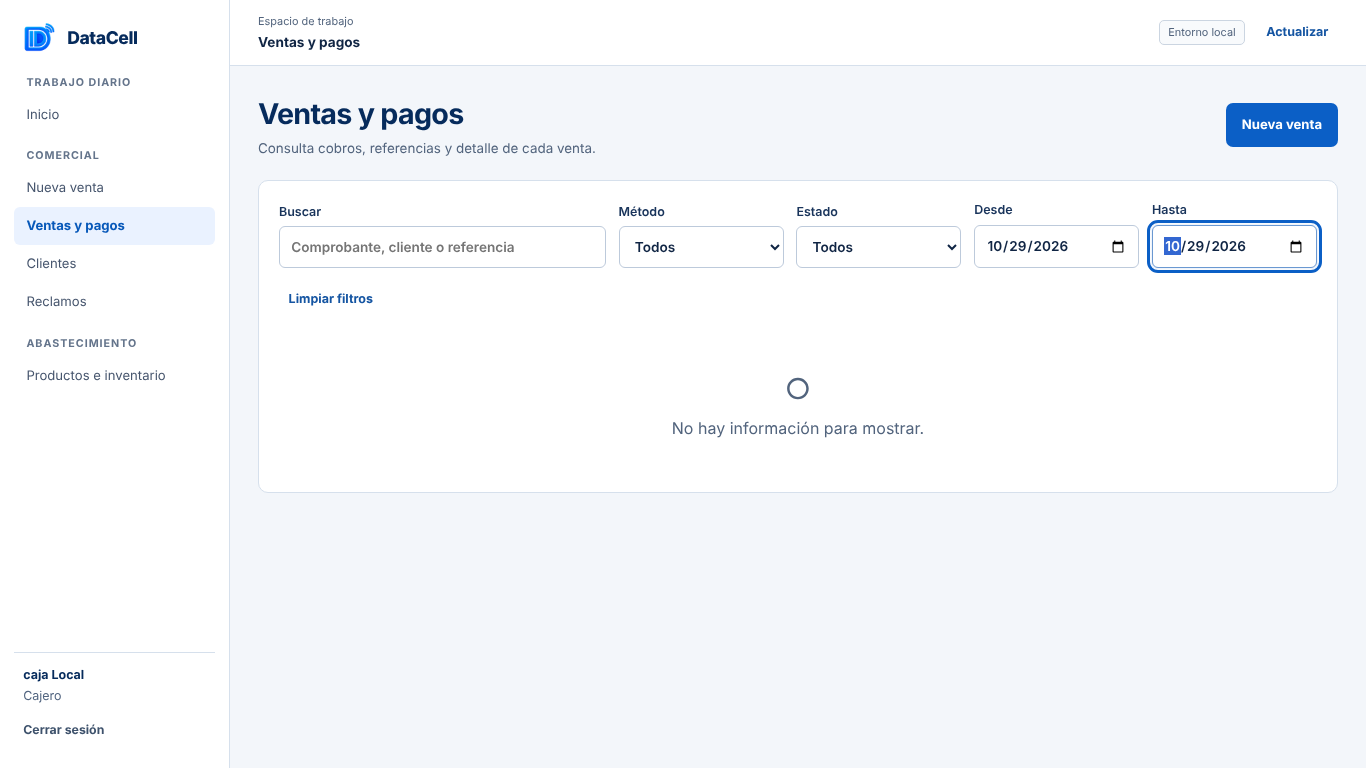 DataCell
TRABAJO DIARIO
Inicio
COMERCIAL
Nueva venta
Ventas y pagos
Clientes
Reclamos
ABASTECIMIENTO
Productos e inventario
caja Local
Cajero
Cerrar sesión
Espacio de trabajo
Ventas y pagos
Entorno local
Actualizar
Ventas y pagos
Consulta cobros, referencias y detalle de cada venta.
Nueva venta
Buscar
Comprobante, cliente o referencia
Método
Todos
Estado
Todos
Desde
10/29/2026
Hasta
10/29/2026
Limpiar filtros
No hay información para mostrar.